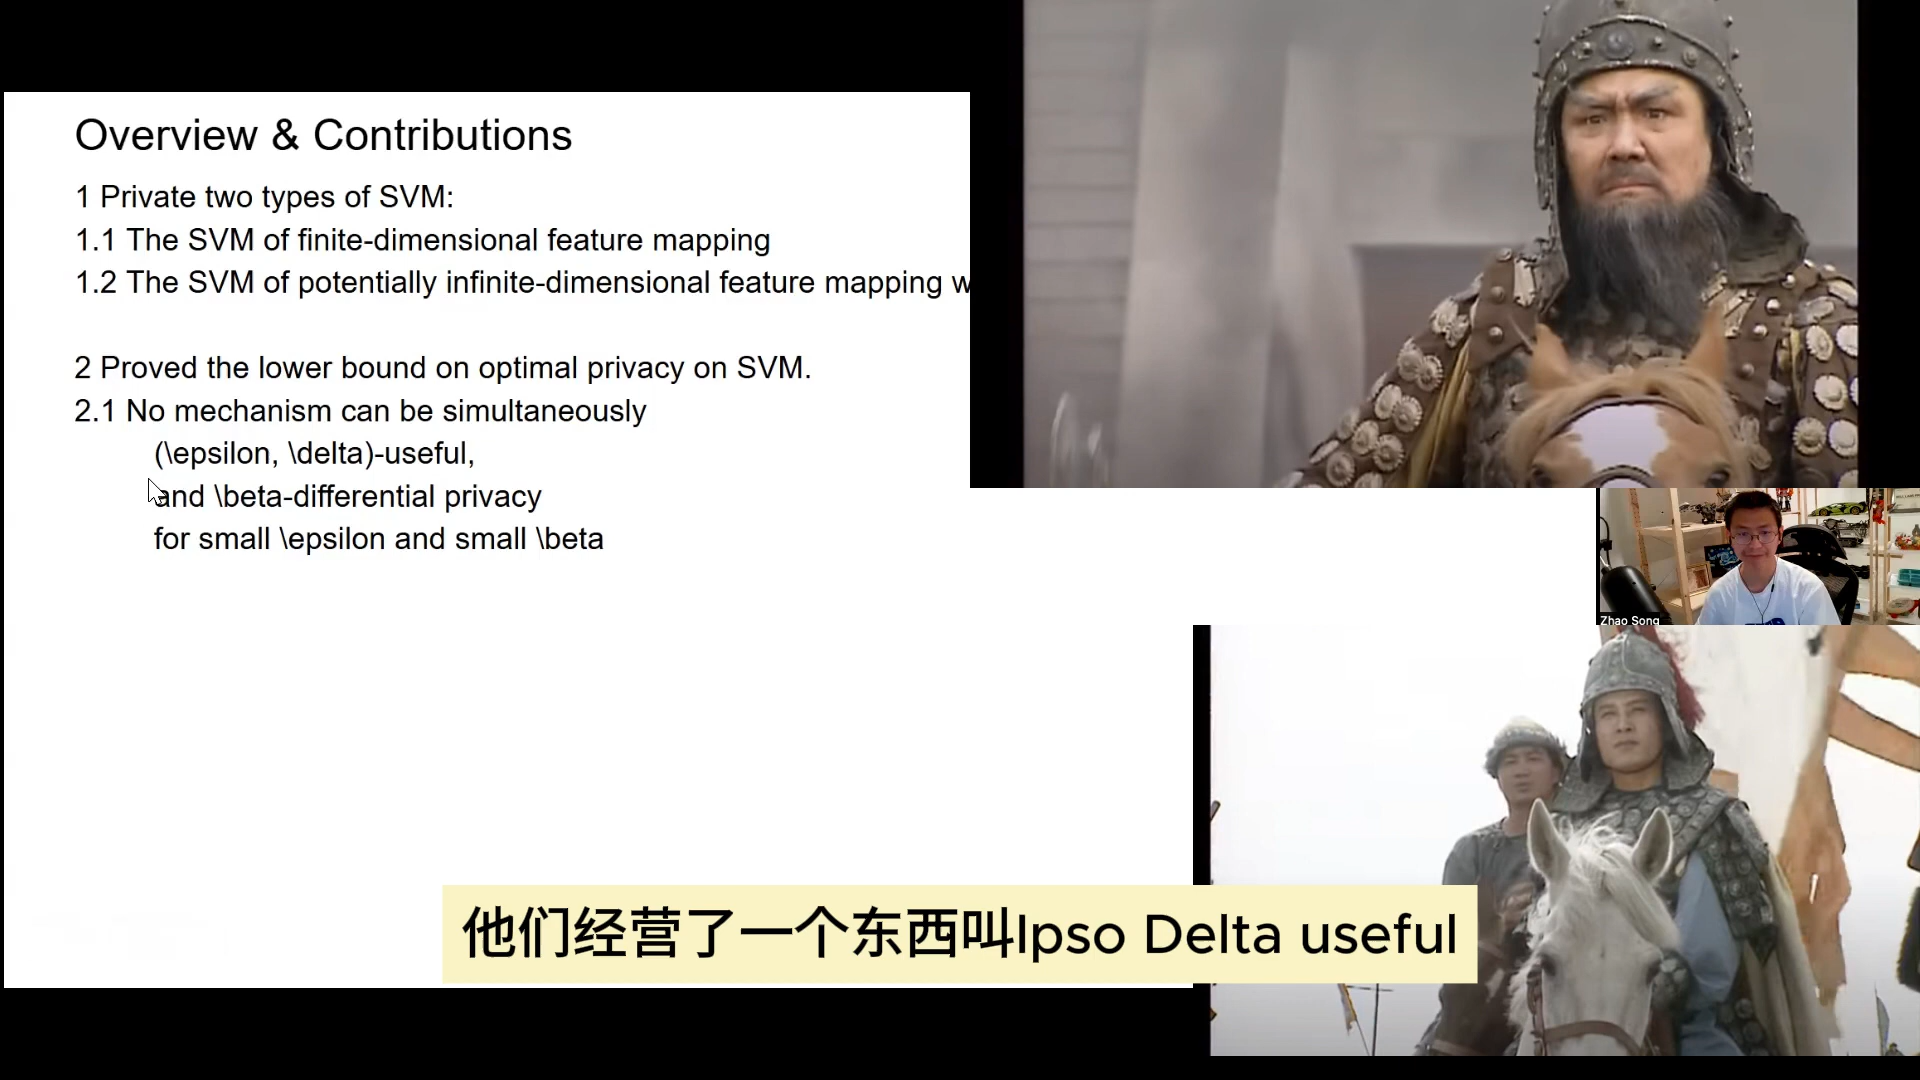 Overview & Contributions
1 Private two types of SVM:
1.1 The SVM of finite-dimensional feature mapping
1.2 The SVM of potentially infinite-dimensional feature mapping w
2 Proved the lower bound on optimal privacy on SVM.
2.1 No mechanism can be simultaneously
(\epsilon, \delta)-useful,
and \beta-differential privacy
for small \epsilon and small \beta
Zhao Song
他们经营了一个东西叫Ipso Delta useful